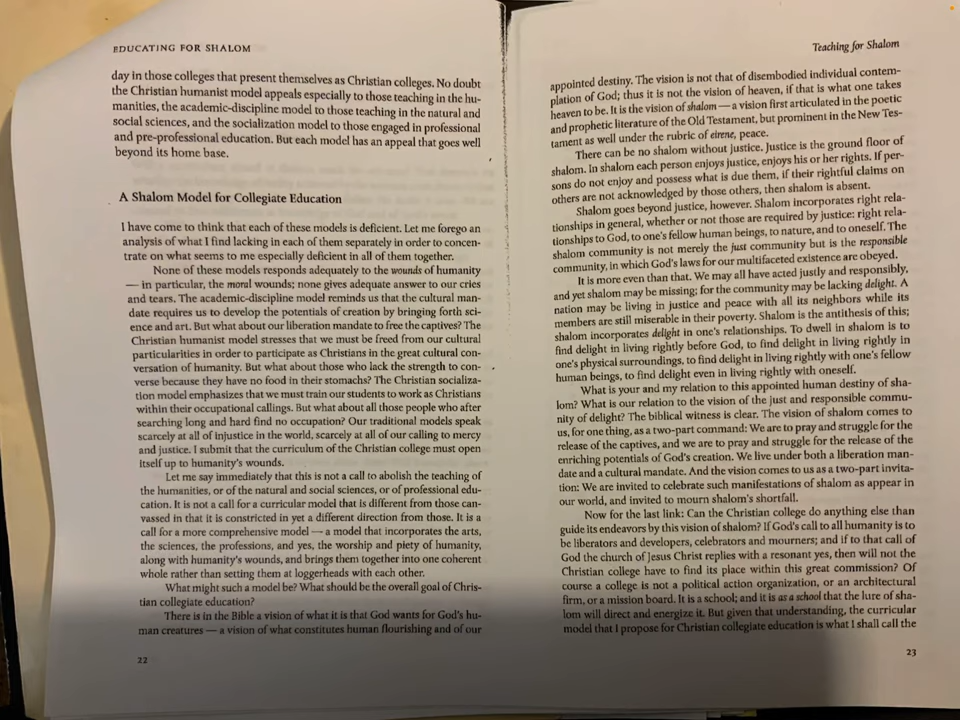 EDUCATING FOR SHALOM
day in those colleges that present themselves as Christian colleges. No doubt
the Christian humanist model appeals especially to those teaching in the hu-
manities, the academic-discipline model to those teaching in the natural and
social sciences, and the socialization model to those engaged in professional
and pre-professional education. But each model has an appeal that goes well
beyond its home base.
A Shalom Model for Collegiate Education
I have come to think that each of these models is deficient. Let me forego an
analysis of what I find lacking in each of them separately in order to concen-
trate on what seems to me especially deficient in all of them together.
None of these models responds adequately to the wounds of humanity
— in particular, the moral wounds; none gives adequate answer to our cries
and tears. The academic-discipline model reminds us that the cultural man-
date requires us to develop the potentials of creation by bringing forth sci-
ence and art. But what about our liberation mandate to free the captives? The
Christian humanist model stresses that we must be freed from our cultural
particularities in order to participate as Christians in the great cultural con-
versation of humanity. But what about those who lack the strength to con-
verse because they have no food in their stomachs? The Christian socializa-
tion model emphasizes that we must train our students to work as Christians
within their occupational callings. But what about all those people who after
searching long and hard find no occupation? Our traditional models speak
scarcely at all of injustice in the world, scarcely at all of our calling to mercy
and justice. I submit that the curriculum of the Christian college must open
itself up to humanity's wounds.
Let me say immediately that this is not a call to abolish the teaching of
the humanities, or of the natural and social sciences, or of professional edu-
cation. It is not a call for a curricular model that is different from those can-
vassed in that it is constricted in yet a different direction from those. It is a
call for a more comprehensive model — a model that incorporates the arts,
the sciences, the professions, and yes, the worship and piety of humanity,
along with humanity's wounds, and brings them together into one coherent
whole rather than setting them at loggerheads with each other.
What might such a model be? What should be the overall goal of Chris-
tian collegiate education?
There is in the Bible a vision of what it is that God wants for God's hu-
man creatures — a vision of what constitutes human flourishing and of our
22
Teaching for Shalom
appointed destiny. The vision is not that of disembodied individual contem-
plation of God; thus it is not the vision of heaven, if that is what one takes
heaven to be. It is the vision of shalom — a vision first articulated in the poetic
and prophetic literature of the Old Testament, but prominent in the New Tes-
tament as well under the rubric of eirene, peace.
There can be no shalom without justice. Justice is the ground floor of
shalom. In shalom each person enjoys justice, enjoys his or her rights. If per-
sons do not enjoy and possess what is due them, if their rightful claims on
others are not acknowledged by those others, then shalom is absent.
Shalom goes beyond justice, however. Shalom incorporates right rela-
tionships in general, whether or not those are required by justice: right rela-
tionships to God, to one's fellow human beings, to nature, and to oneself. The
shalom community is not merely the just community but is the responsible
community, in which God's laws for our multifaceted existence are obeyed.
It is more even than that. We may all have acted justly and responsibly,
and yet shalom may be missing; for the community may be lacking delight. A
nation may be living in justice and peace with all its neighbors while its
members are still miserable in their poverty. Shalom is the antithesis of this;
shalom incorporates delight in one's relationships. To dwell in shalom is to
find delight in living rightly before God, to find delight in living rightly in
one's physical surroundings, to find delight in living rightly with one's fellow
human beings, to find delight even in living rightly with oneself.
What is your and my relation to this appointed human destiny of sha-
lom? What is our relation to the vision of the just and responsible commu-
nity of delight? The biblical witness is clear. The vision of shalom comes to
us, for one thing, as a two-part command: We are to pray and struggle for the
release of the captives, and we are to pray and struggle for the release of the
enriching potentials of God's creation. We live under both a liberation man-
date and a cultural mandate. And the vision comes to us as a two-part invita-
tion: We are invited to celebrate such manifestations of shalom as appear in
our world, and invited to mourn shalom's shortfall.
Now for the last link: Can the Christian college do anything else than
guide its endeavors by this vision of shalom? If God's call to all humanity is to
be liberators and developers, celebrators and mourners; and if to that call of
God the church of Jesus Christ replies with a resonant yes, then will not the
Christian college have to find its place within this great commission? Of
course a college is not a political action organization, or an architectural
firm, or a mission board. It is a school; and it is as a school that the lure of sha-
lom will direct and energize it. But given that understanding, the curricular
model that I propose for Christian collegiate education is what I shall call the
23